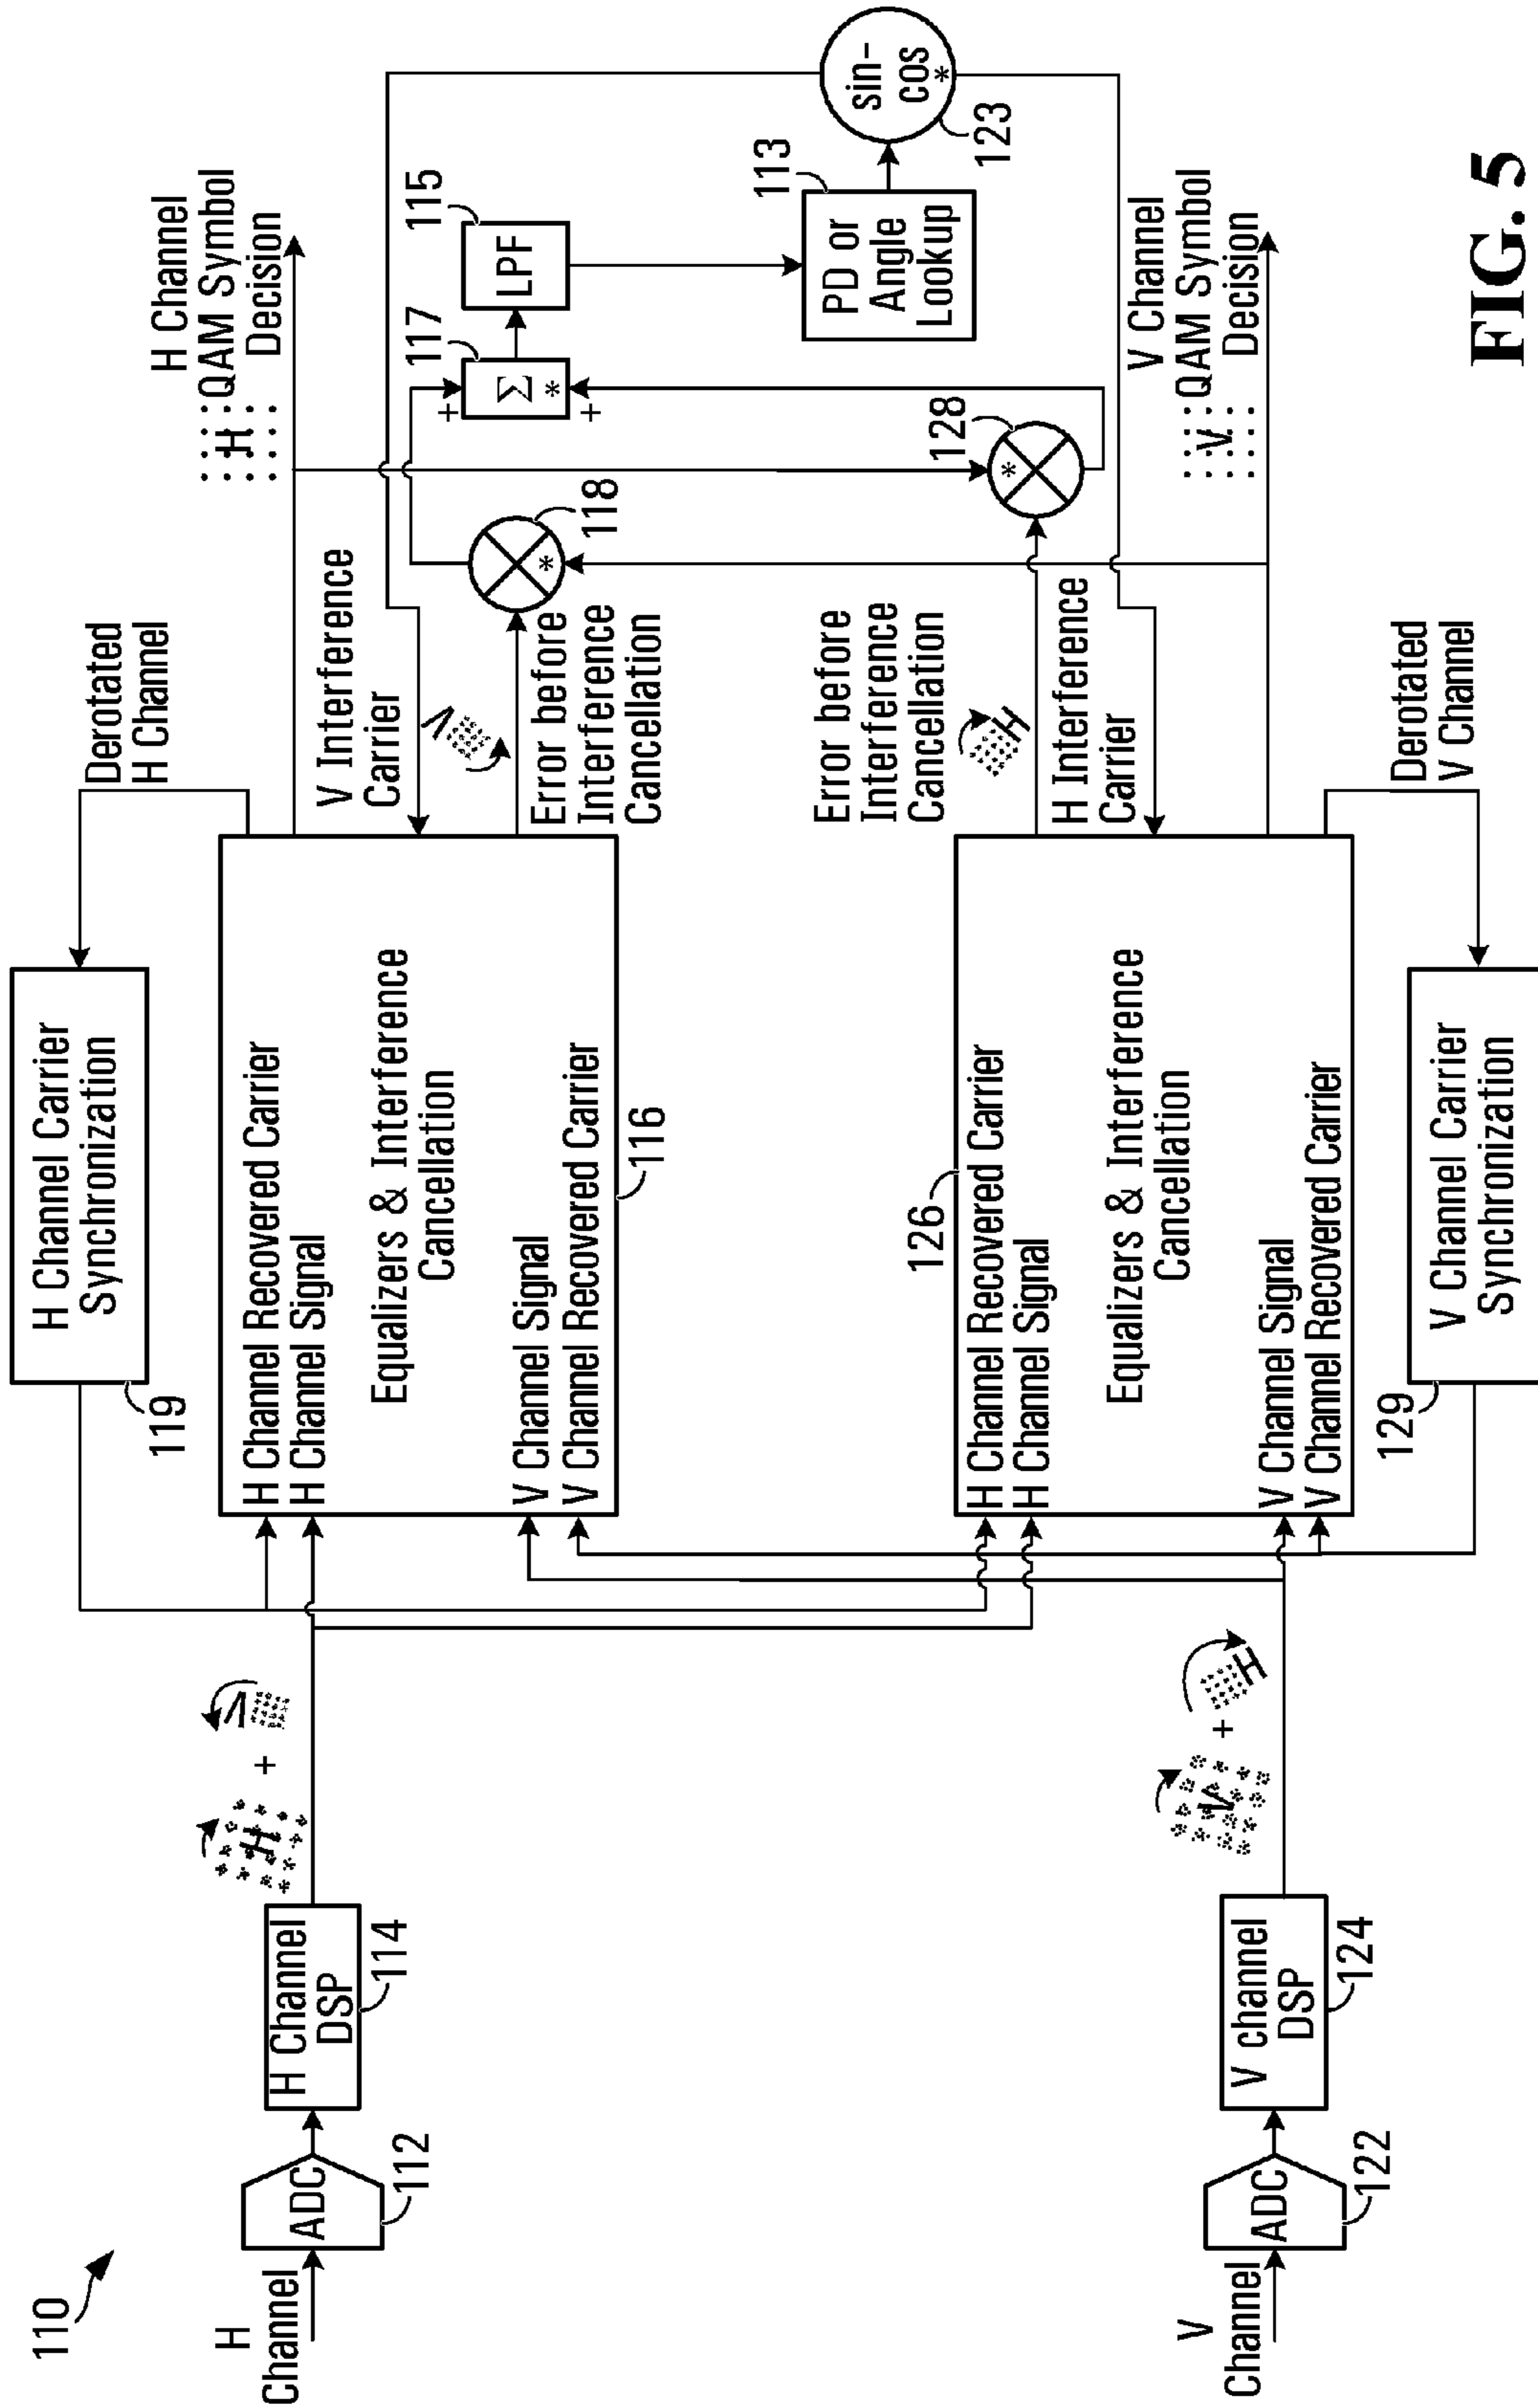 110
H
Channel
ADC
112
H Channel
DSP
114
H
+
V
119
H Channel Carrier
Synchronization
Derotated
H Channel
H Channel Recovered Carrier
H Channel Signal
Equalizers & Interference
Cancellation
V Channel Signal
V Channel Recovered Carrier
116
V Interference
Carrier
V
Error before
Interference
Cancellation
H Channel
QAM Symbol
Decision
H
118
*
117
Σ
*
+
+
115
LPF
113
PD or
Angle
Lookup
sin-
cos
*
123
V
Channel
ADC
122
V channel
DSP
124
V
+
H
126
H Channel Recovered Carrier
H Channel Signal
Equalizers & Interference
Cancellation
V Channel Signal
V Channel Recovered Carrier
Error before
Interference
Cancellation
H
H Interference
Carrier
128
*
V Channel
QAM Symbol
Decision
V
129
V Channel Carrier
Synchronization
Derotated
V Channel
FIG. 5